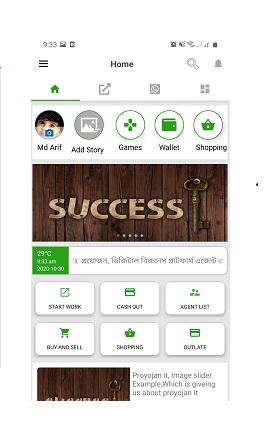 9:33
Home
Md Arif
Add Story
Games
Wallet
Shopping
SUCCESS
29°C
9:33 am
2020-10-30
প্রয়োজন, ডিজিটাল বিজনেস প্লাটফর্মে এজেন্ট ও
START WORK
CASH OUT
AGENT LIST
BUY AND SELL
SHOPPING
OUTLATE
Proyojan it, Image slider
Example,Which is giveing
us about proyojan it